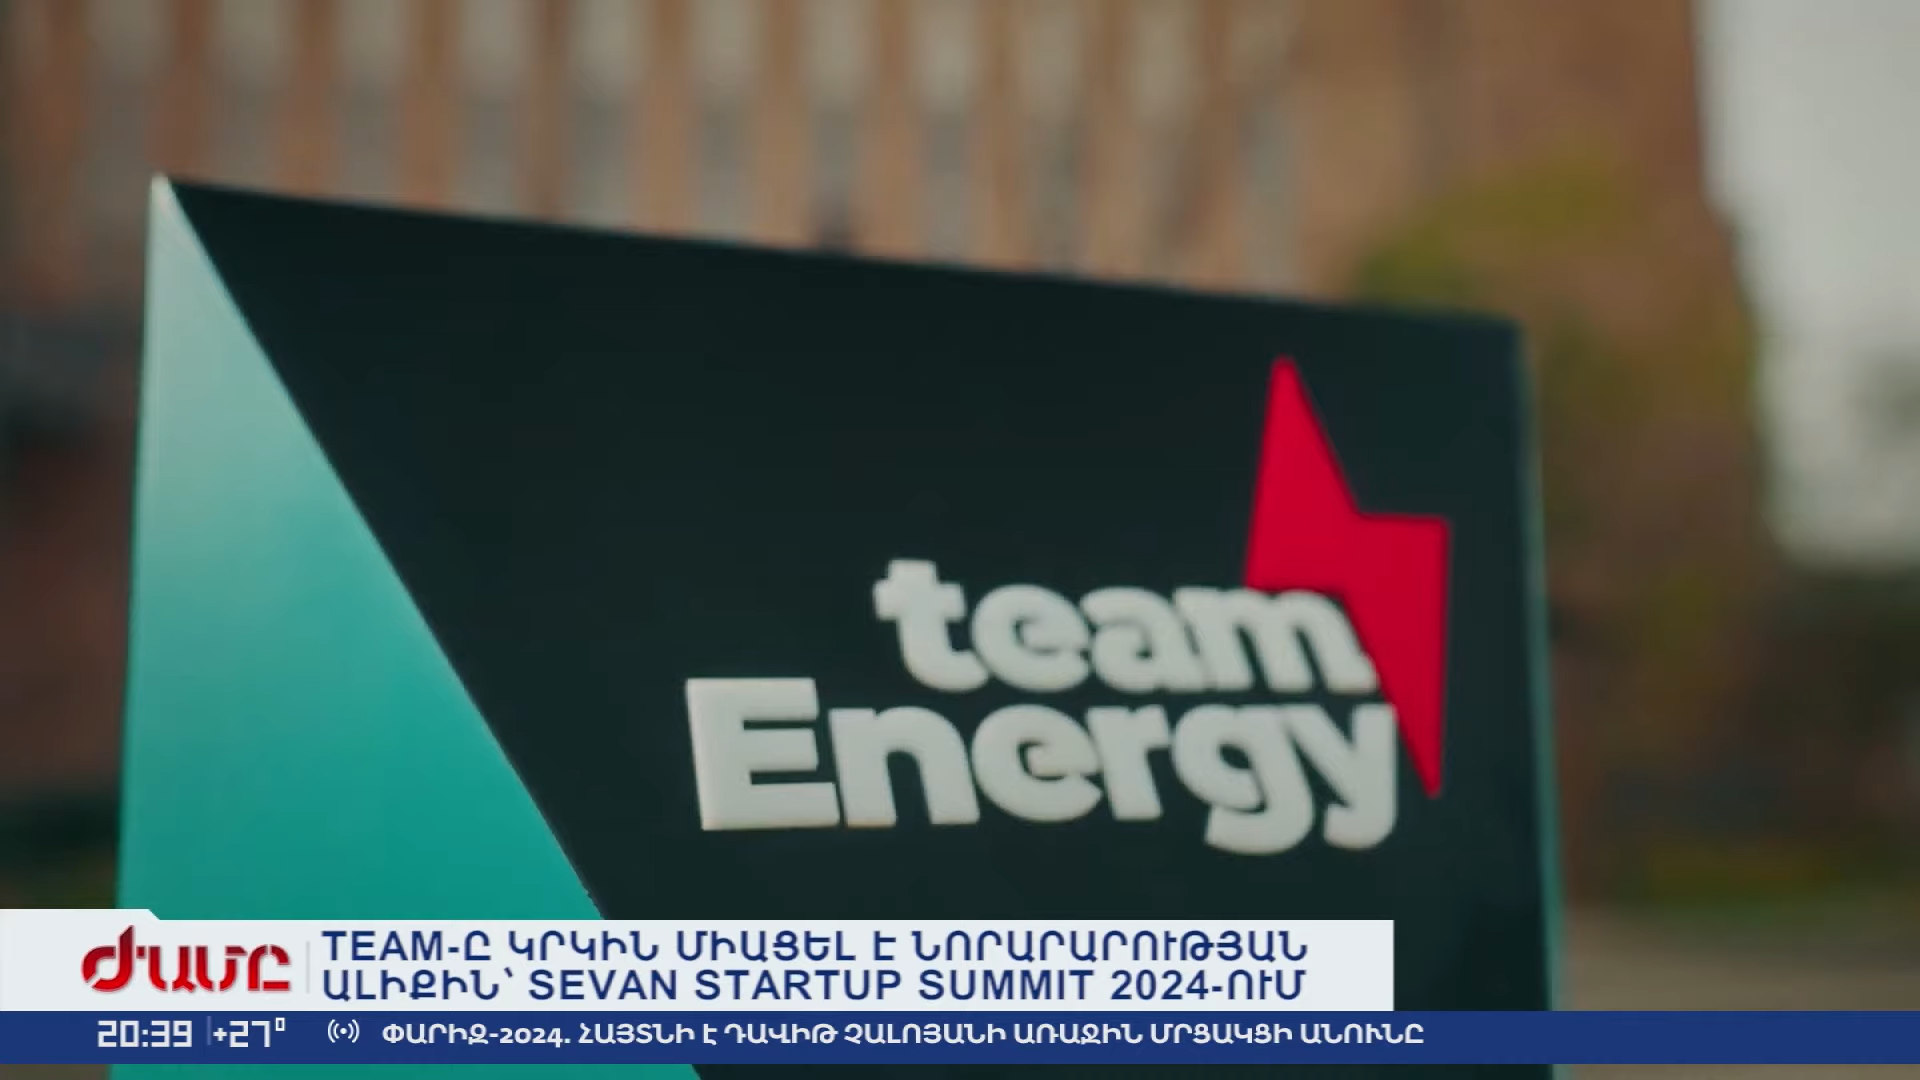 team
Energy
ԺԱՄԸ
TEAM-Ը ԿՐԿԻՆ ՄԻԱՑԵԼ Է ՆՈՐԱՐԱՐՈՒԹՅԱՆ
ԱԼԻՔԻՆ՝ SEVAN STARTUP SUMMIT 2024-ՈՒՄ
20:39 +27°
ՓԱՐԻԶ-2024. ՀԱՅՏՆԻ Է ԴԱՎԻԹ ՉԱԼՈՅԱՆԻ ԱՌԱՋԻՆ ՄՐՑԱԿՑԻ ԱՆՈՒՆԸ